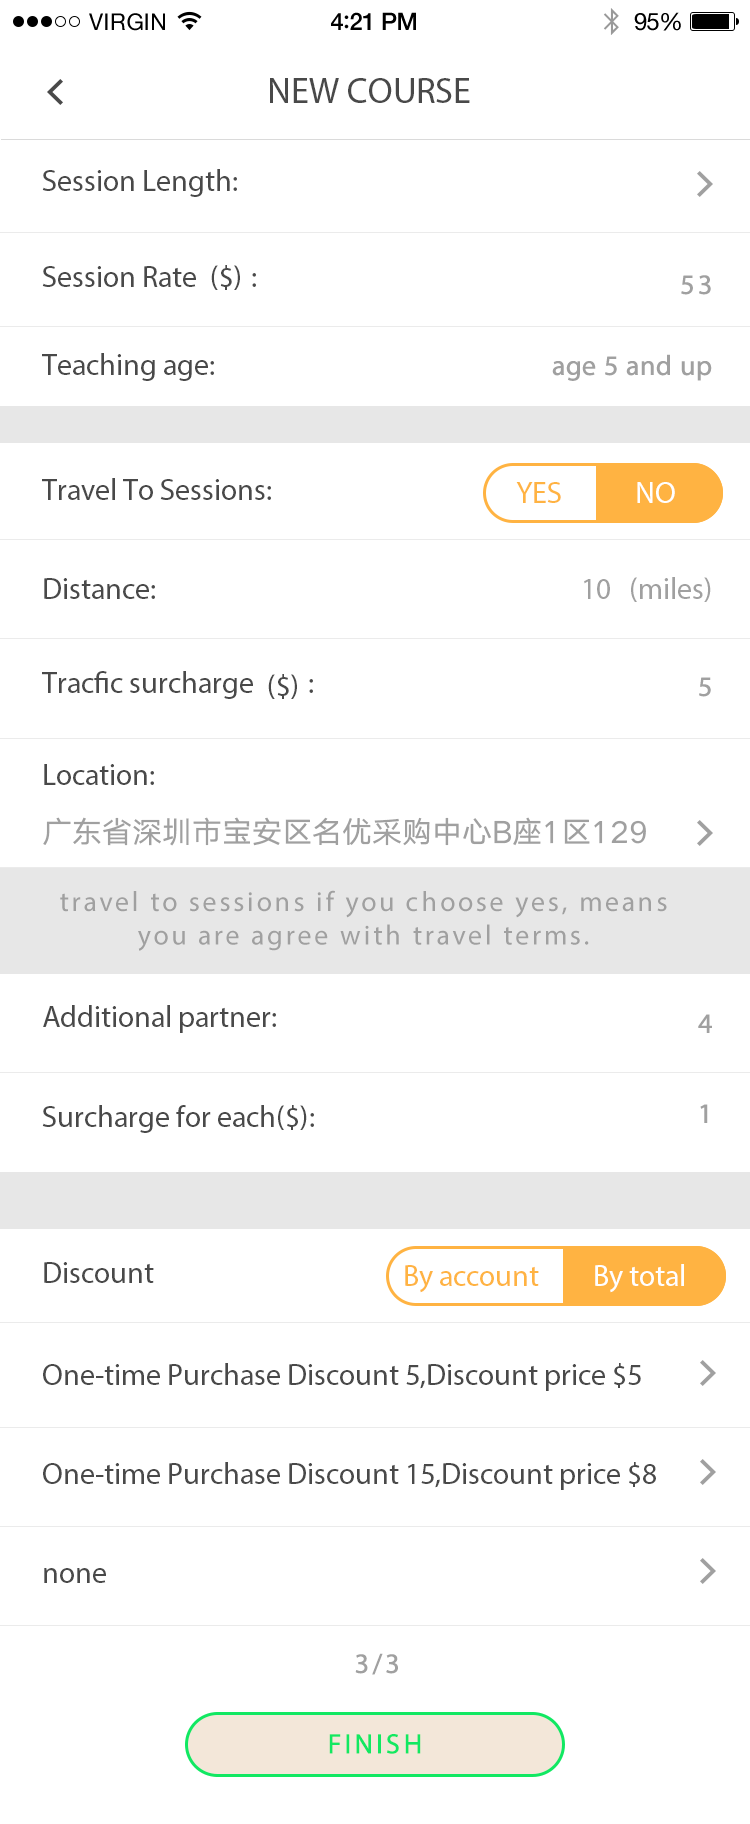 VIRGIN 4:21 PM 95%
NEW COURSE
Session Length:
Session Rate ($) : 53
Teaching age: age 5 and up
Travel To Sessions: YES NO
Distance: 10 (miles)
Tracfic surcharge ($) : 5
Location:
广东省深圳市宝安区名优采购中心B座1区129
travel to sessions if you choose yes, means
you are agree with travel terms.
Additional partner: 4
Surcharge for each($): 1
Discount By account By total
One-time Purchase Discount 5,Discount price $5
One-time Purchase Discount 15,Discount price $8
none
3/3
FINISH